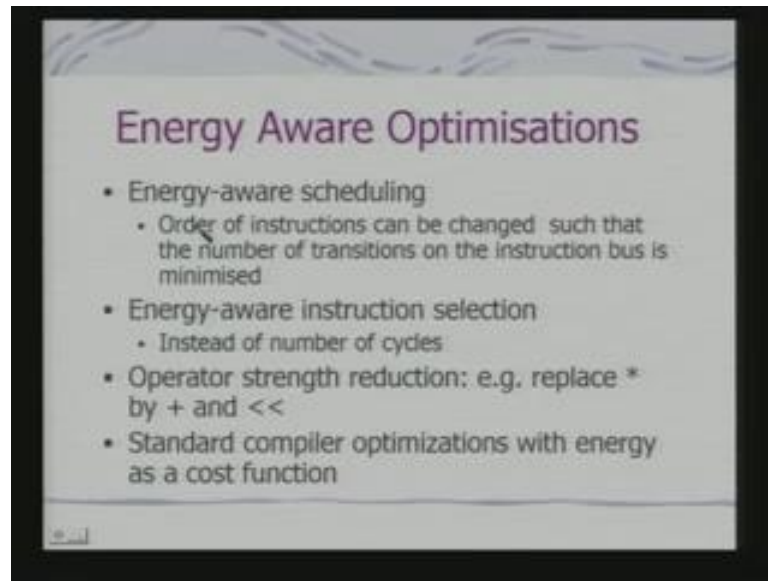 Energy Aware Optimisations
• Energy-aware scheduling
• Order of instructions can be changed such that
the number of transitions on the instruction bus is
minimised
• Energy-aware instruction selection
• Instead of number of cycles
• Operator strength reduction: e.g. replace *
by + and <<
• Standard compiler optimizations with energy
as a cost function